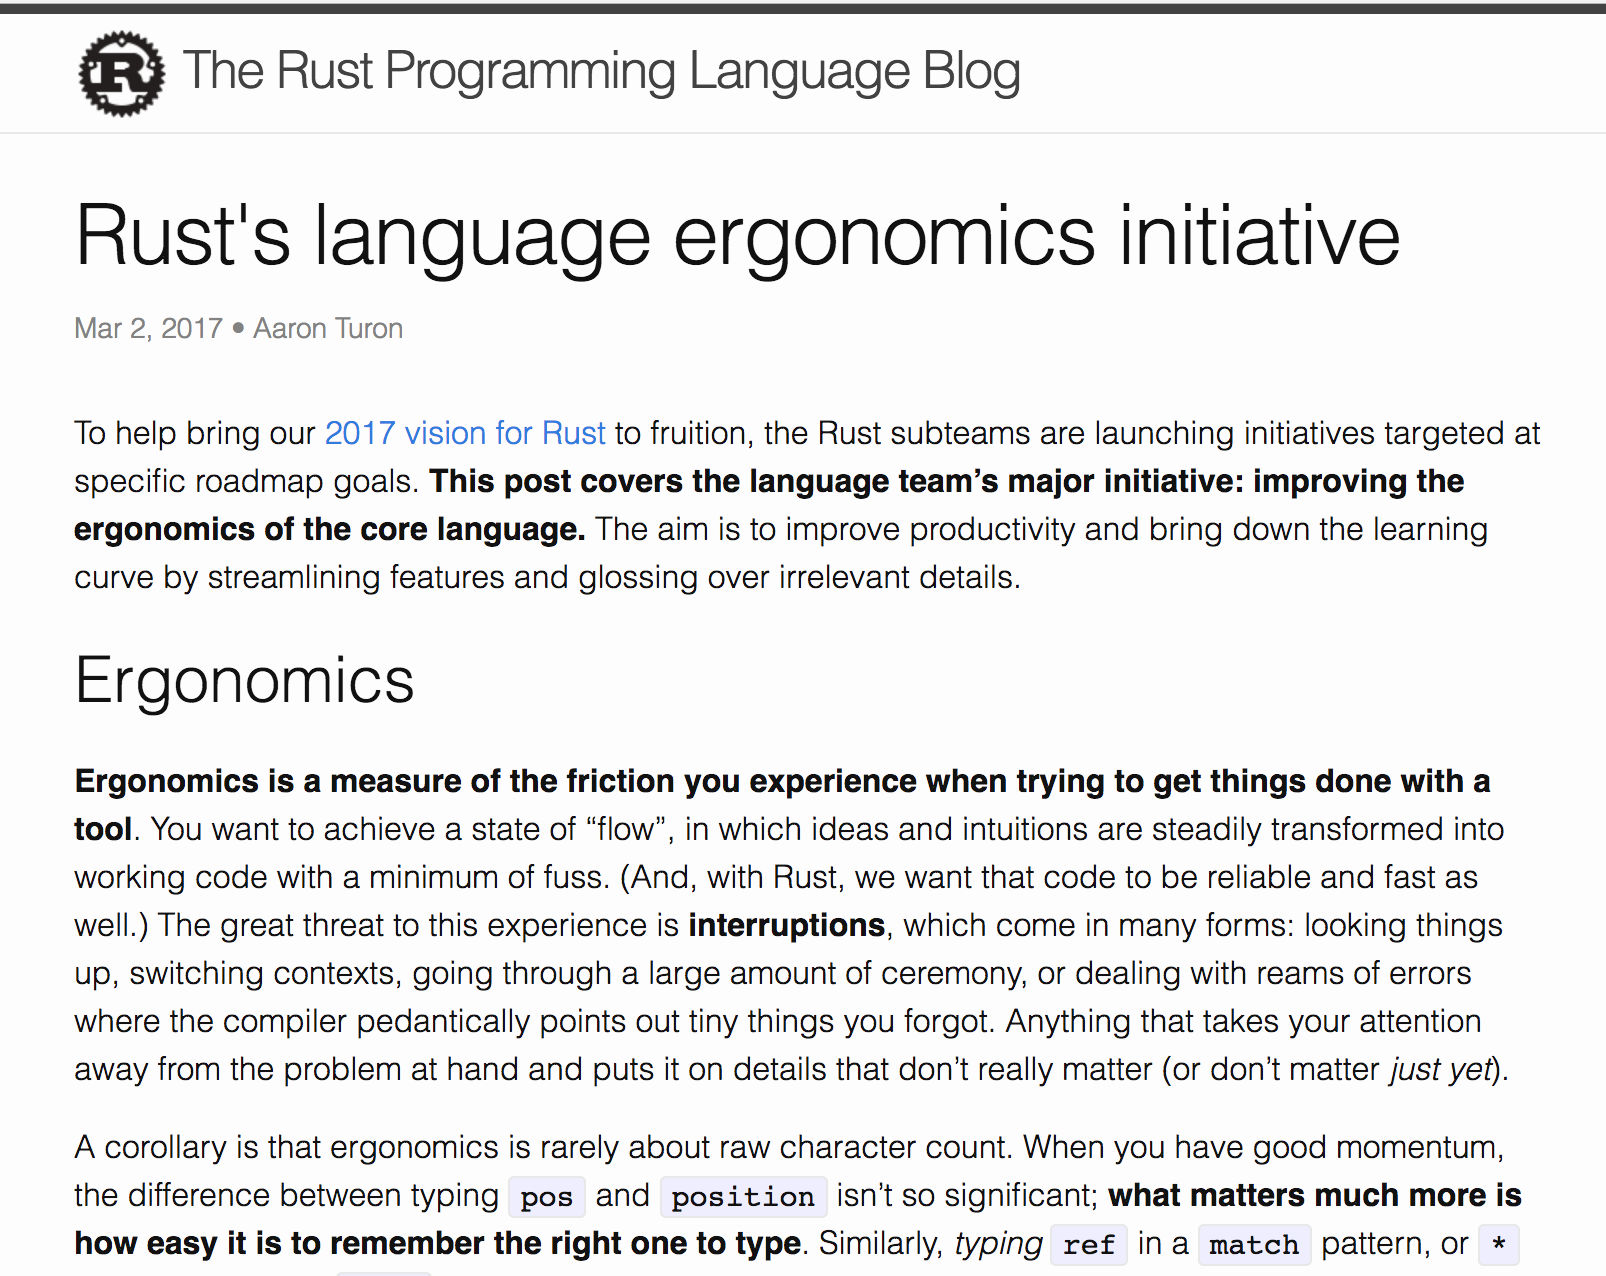 R The Rust Programming Language Blog
Rust's language ergonomics initiative
Mar 2, 2017 • Aaron Turon
To help bring our 2017 vision for Rust to fruition, the Rust subteams are launching initiatives targeted at
specific roadmap goals. This post covers the language team’s major initiative: improving the
ergonomics of the core language. The aim is to improve productivity and bring down the learning
curve by streamlining features and glossing over irrelevant details.
Ergonomics
Ergonomics is a measure of the friction you experience when trying to get things done with a
tool. You want to achieve a state of “flow”, in which ideas and intuitions are steadily transformed into
working code with a minimum of fuss. (And, with Rust, we want that code to be reliable and fast as
well.) The great threat to this experience is interruptions, which come in many forms: looking things
up, switching contexts, going through a large amount of ceremony, or dealing with reams of errors
where the compiler pedantically points out tiny things you forgot. Anything that takes your attention
away from the problem at hand and puts it on details that don’t really matter (or don’t matter just yet).
A corollary is that ergonomics is rarely about raw character count. When you have good momentum,
the difference between typing pos and position isn’t so significant; what matters much more is
how easy it is to remember the right one to type. Similarly, typing ref in a match pattern, or *